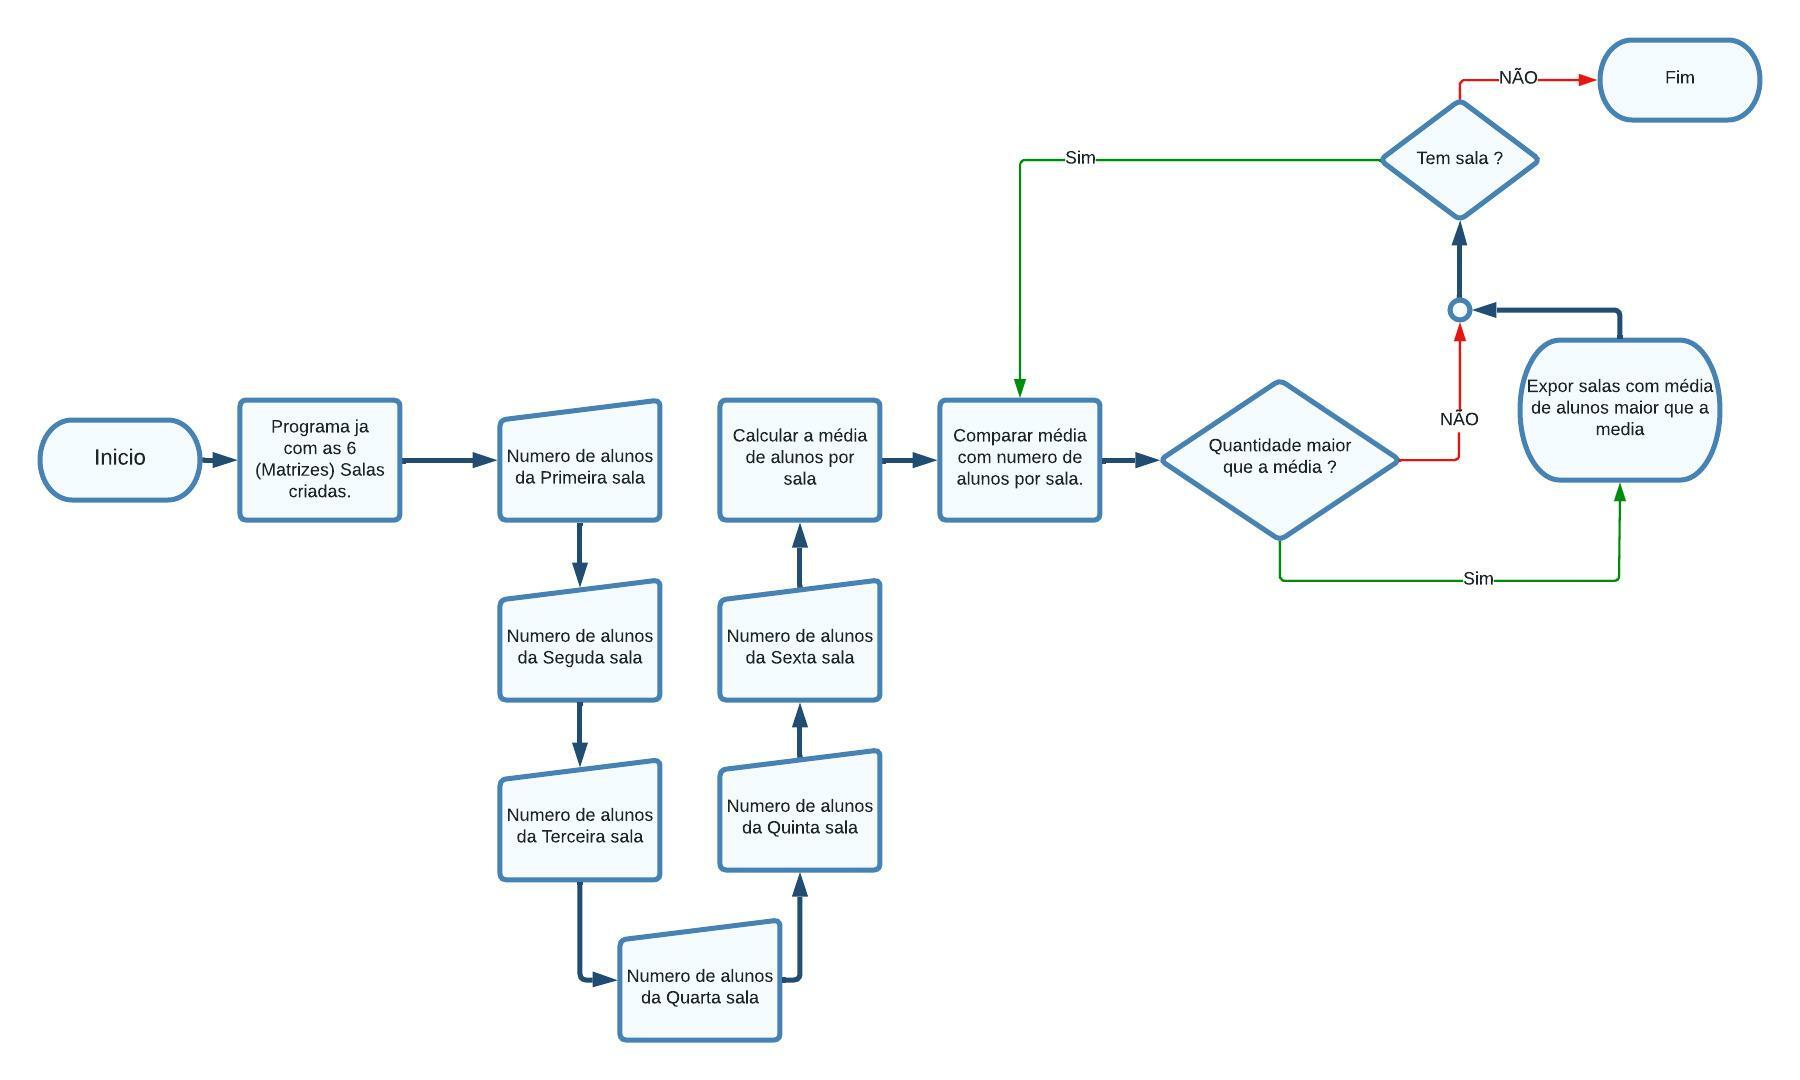 Inicio
Programa ja
com as 6
(Matrizes) Salas
criadas.
Numero de alunos
da Primeira sala
Numero de alunos
da Seguda sala
Numero de alunos
da Terceira sala
Numero de alunos
da Quarta sala
Numero de alunos
da Quinta sala
Numero de alunos
da Sexta sala
Calcular a média
de alunos por
sala
Comparar média
com numero de
alunos por sala.
Quantidade maior
que a média ?
NÃO
Sim
Expor salas com média
de alunos maior que a
media
Tem sala ?
Sim
NÃO
Fim